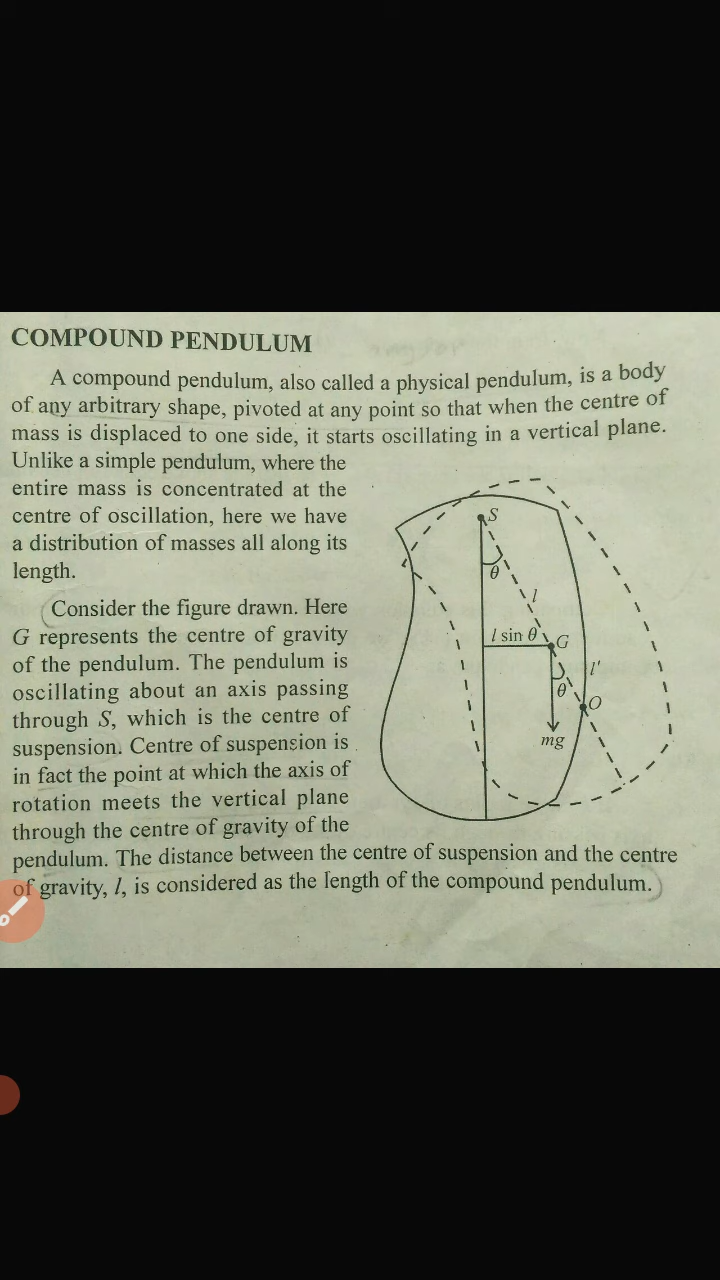 COMPOUND PENDULUM
A compound pendulum, also called a physical pendulum, is a body
of any arbitrary shape, pivoted at any point so that when the centre of
mass is displaced to one side, it starts oscillating in a vertical plane.
Unlike a simple pendulum, where the
entire mass is concentrated at the
centre of oscillation, here we have
a distribution of masses all along its
length.
Consider the figure drawn. Here
G represents the centre of gravity
of the pendulum. The pendulum is
oscillating about an axis passing
through S, which is the centre of
suspension. Centre of suspension is
in fact the point at which the axis of
rotation meets the vertical plane
through the centre of gravity of the
pendulum. The distance between the centre of suspension and the centre
of gravity, l, is considered as the length of the compound pendulum.
S
θ
l
l sin θ
G
l'
θ
O
mg